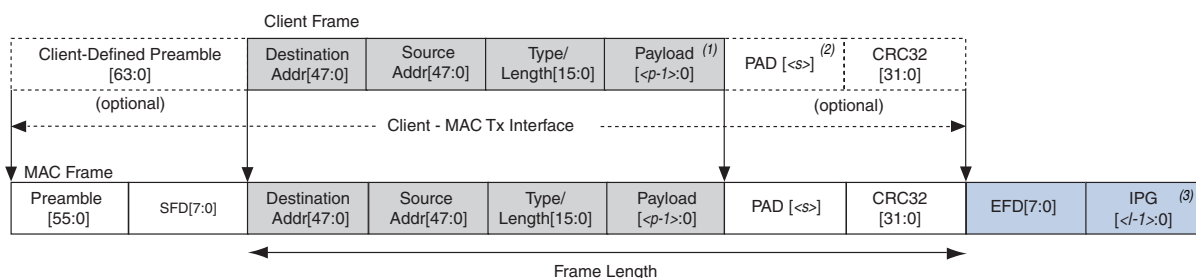 Client Frame
Client-Defined Preamble
[63:0]
Destination
Addr[47:0]
Source
Addr[47:0]
Type/
Length[15:0]
Payload (1)
[<p-1>:0]
PAD [<s>] (2)
CRC32
[31:0]
(optional)
(optional)
Client - MAC Tx Interface
MAC Frame
Preamble
[55:0]
SFD[7:0]
Destination
Addr[47:0]
Source
Addr[47:0]
Type/
Length[15:0]
Payload
[<p-1>:0]
PAD [<s>]
CRC32
[31:0]
EFD[7:0]
IPG (3)
[<l-1>:0]
Frame Length